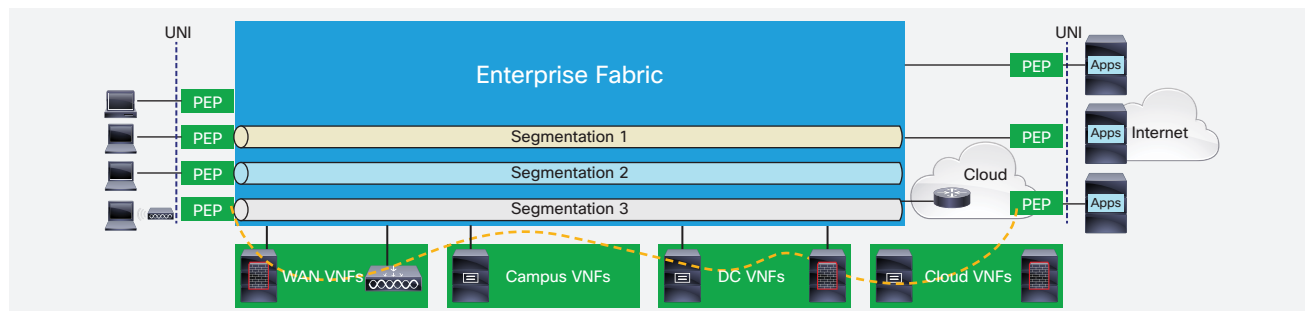 UNI
UNI
Enterprise Fabric
PEP
Apps
PEP
PEP
Segmentation 1
PEP
Apps
Internet
PEP
Segmentation 2
Cloud
PEP
Segmentation 3
PEP
Apps
WAN VNFs
Campus VNFs
DC VNFs
Cloud VNFs